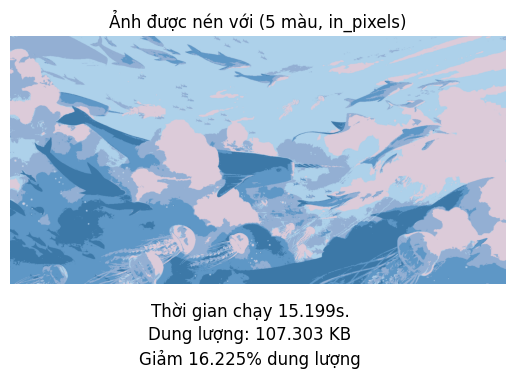 Ảnh được nén với (5 màu, in_pixels)
Thời gian chạy 15.199s.
Dung lượng: 107.303 KB
Giảm 16.225% dung lượng